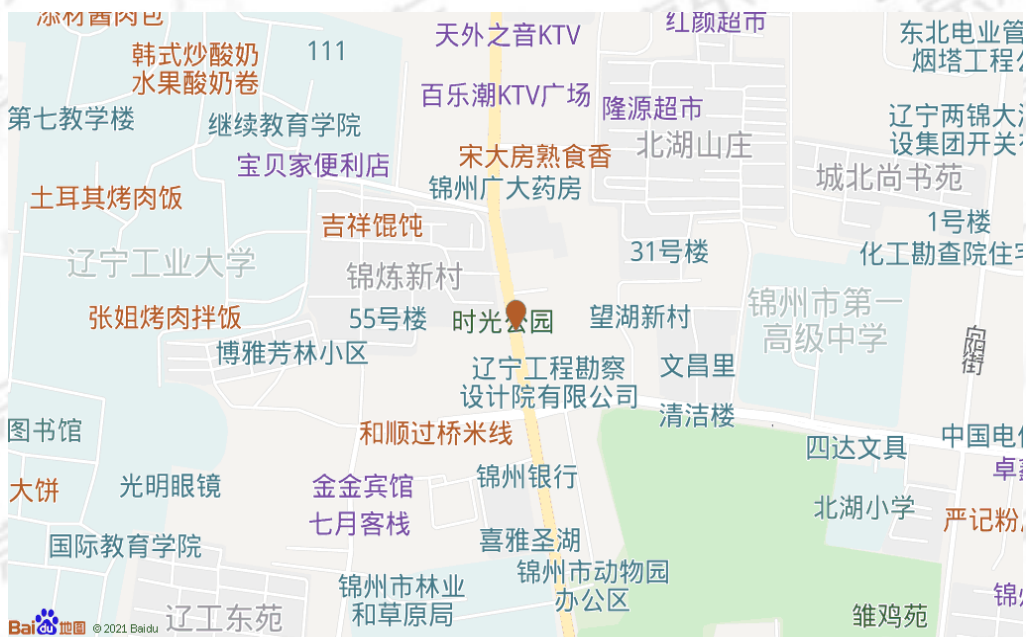 添材酱肉包
天外之音KTV
红颜超市
东北电业管
烟塔工程公
韩式炒酸奶
水果酸奶卷
111
百乐潮KTV广场
隆源超市
第七教学楼
继续教育学院
辽宁两锦大
设集团开关
北湖山庄
宝贝家便利店
宋大房熟食香
锦州广大药房
城北尚书苑
土耳其烤肉饭
吉祥馄饨
1号楼
31号楼
化工勘查院住宅
辽宁工业大学
锦炼新村
锦州市第一
高级中学
张姐烤肉拌饭
55号楼
时光公园
望湖新村
向阳街
博雅芳林小区
辽宁工程勘察
设计院有限公司
文昌里
清洁楼
图书馆
和顺过桥米线
四达文具
中国电信
大饼
光明眼镜
金金宾馆
锦州银行
七月客栈
北湖小学
严记粉
国际教育学院
喜雅圣湖
锦州市动物园
办公区
锦州市林业
和草原局
辽工东苑
雏鸡苑
Baidu地图 © 2021 Baidu